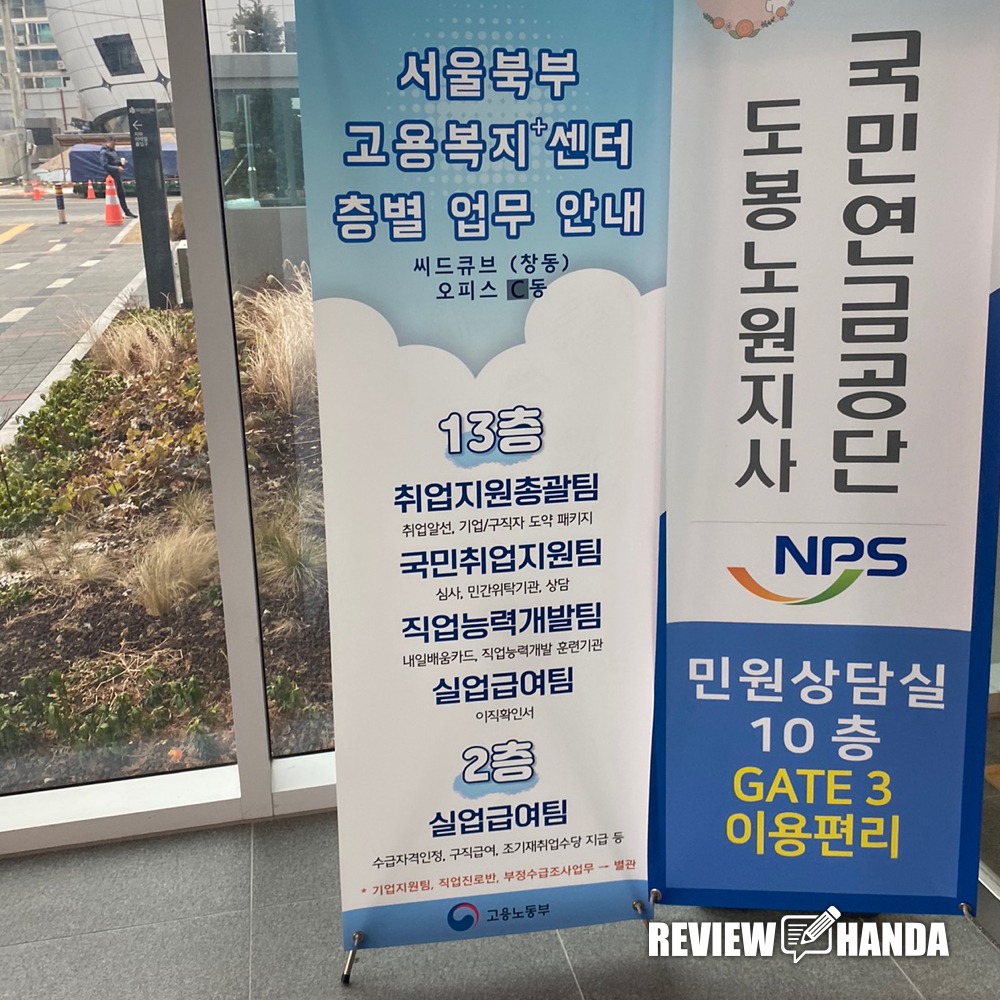 서울북부
고용복지+센터
층별 업무 안내
씨드큐브 (창동)
오피스 C동
13층
취업지원총괄팀
취업알선, 기업/구직자 도약 패키지
국민취업지원팀
심사, 민간위탁기관, 상담
직업능력개발팀
내일배움카드, 직업능력개발 훈련기관
실업급여팀
이직확인서
2층
실업급여팀
수급자격인정, 구직급여, 조기재취업수당 지급 등
* 기업지원팀, 직업진로반, 부정수급조사업무 → 별관
고용노동부
국민연금공단
도봉노원지사
NPS
민원상담실
10 층
GATE 3
이용편리
REVIEW HANDA